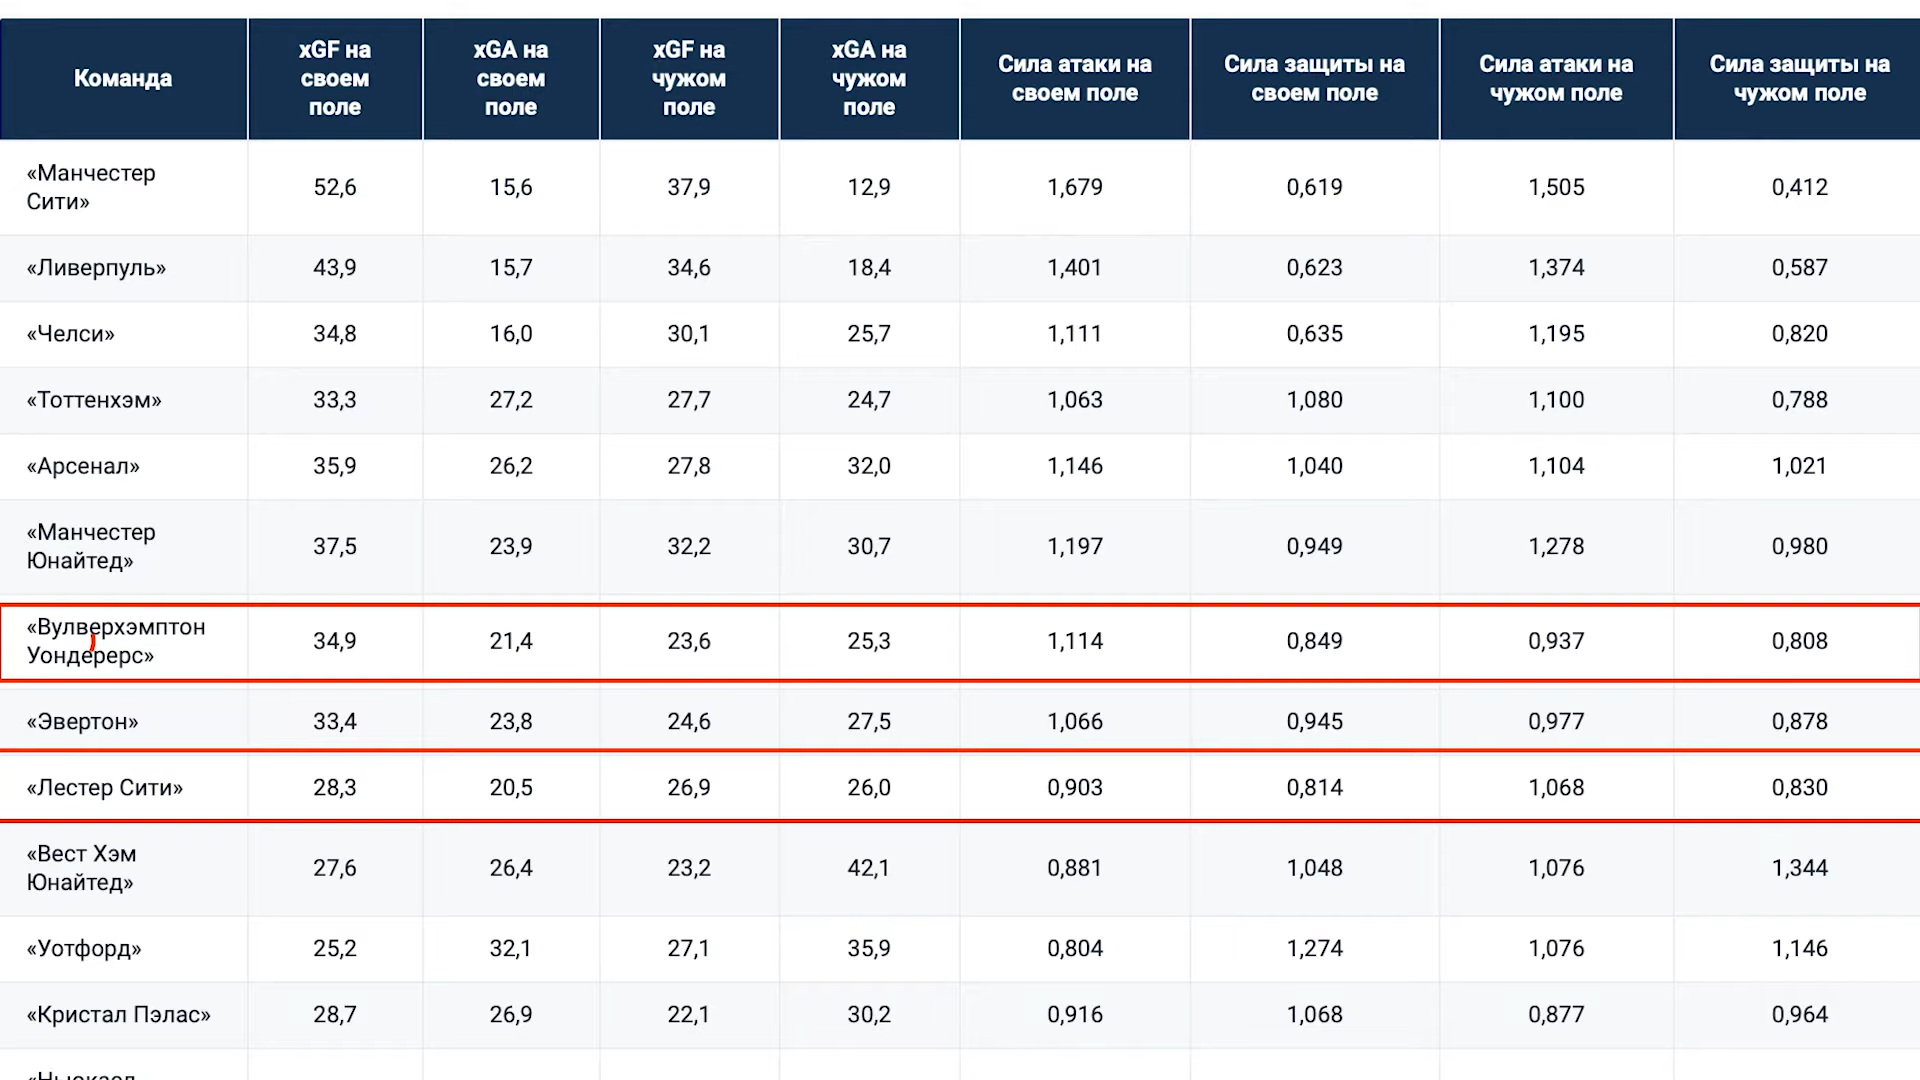 Команда
xGF на
своем
поле
xGA на
своем
поле
xGF на
чужом
поле
xGA на
чужом
поле
Сила атаки на
своем поле
Сила защиты на
своем поле
Сила атаки на
чужом поле
Сила защиты на
чужом поле
«Манчестер
Сити»
52,6 15,6 37,9 12,9 1,679 0,619 1,505 0,412
«Ливерпуль» 43,9 15,7 34,6 18,4 1,401 0,623 1,374 0,587
«Челси» 34,8 16,0 30,1 25,7 1,111 0,635 1,195 0,820
«Тоттенхэм» 33,3 27,2 27,7 24,7 1,063 1,080 1,100 0,788
«Арсенал» 35,9 26,2 27,8 32,0 1,146 1,040 1,104 1,021
«Манчестер
Юнайтед»
37,5 23,9 32,2 30,7 1,197 0,949 1,278 0,980
«Вулверхэмптон
Уондерерс»
34,9 21,4 23,6 25,3 1,114 0,849 0,937 0,808
«Эвертон» 33,4 23,8 24,6 27,5 1,066 0,945 0,977 0,878
«Лестер Сити» 28,3 20,5 26,9 26,0 0,903 0,814 1,068 0,830
«Вест Хэм
Юнайтед»
27,6 26,4 23,2 42,1 0,881 1,048 1,076 1,344
«Уотфорд» 25,2 32,1 27,1 35,9 0,804 1,274 1,076 1,146
«Кристал Пэлас» 28,7 26,9 22,1 30,2 0,916 1,068 0,877 0,964